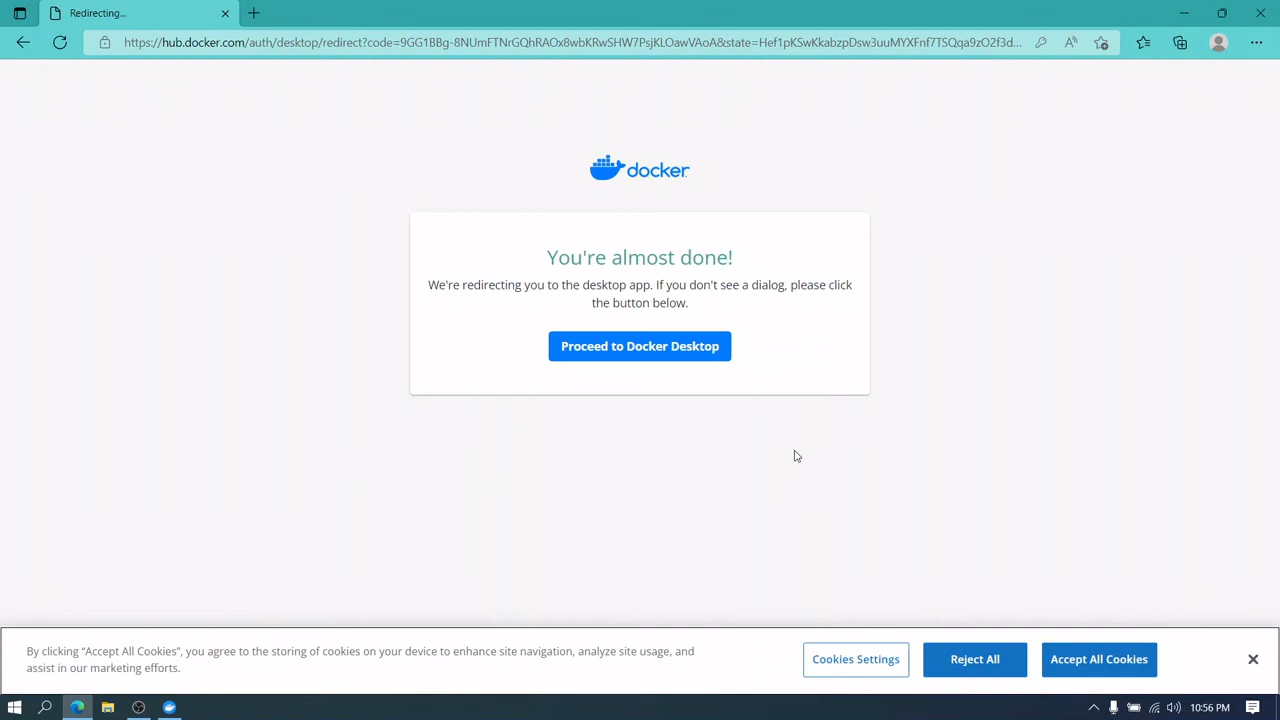 Redirecting...
https://hub.docker.com/auth/desktop/redirect?code=9GG1BBg-8NUmFTNrGQhRAOx8wbKRwSHW7PsjKLOawVAoA&state=Hef1pKSwKkabzpDsw3uuMYXFnf7TSQqa9zO2f3d...
docker
You're almost done!
We're redirecting you to the desktop app. If you don't see a dialog, please click
the button below.
Proceed to Docker Desktop
By clicking “Accept All Cookies”, you agree to the storing of cookies on your device to enhance site navigation, analyze site usage, and
assist in our marketing efforts.
Cookies Settings
Reject All
Accept All Cookies
10:56 PM